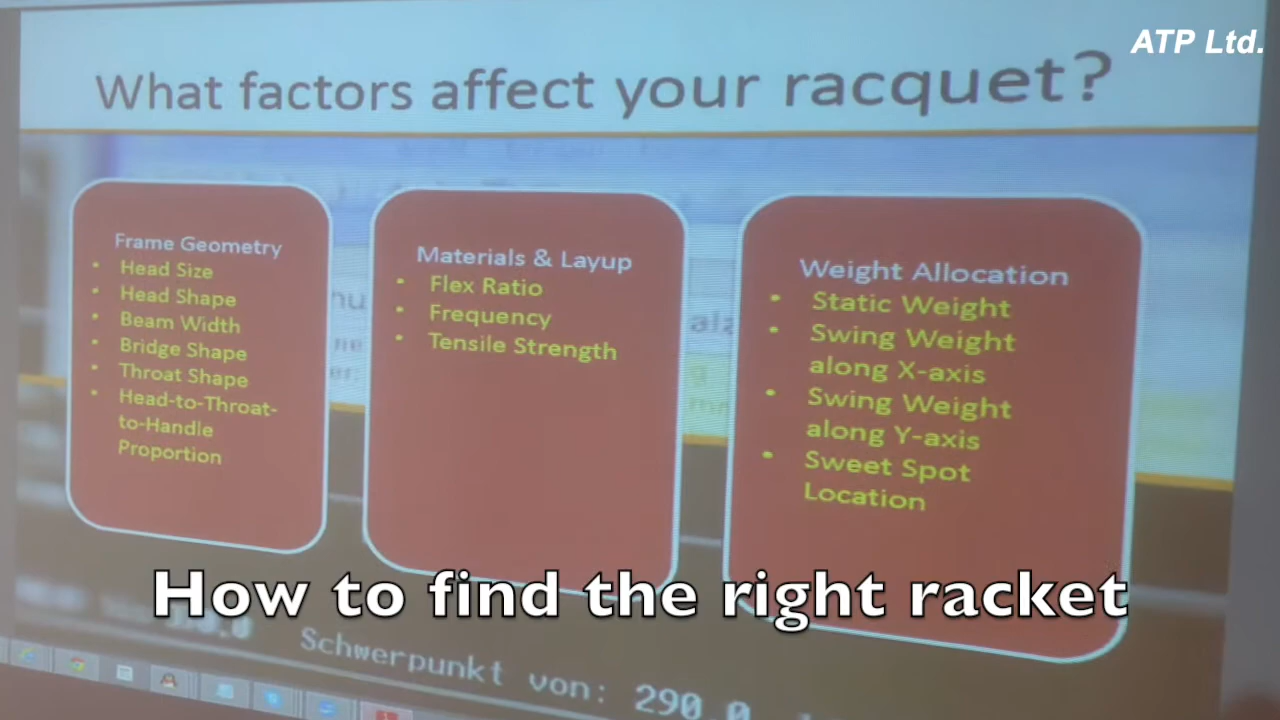 ATP Ltd.
What factors affect your racquet?
Frame Geometry
• Head Size
• Head Shape
• Beam Width
• Bridge Shape
• Throat Shape
• Head-to-Throat-
to-Handle
Proportion
Materials & Layup
• Flex Ratio
• Frequency
• Tensile Strength
Weight Allocation
• Static Weight
• Swing Weight
along X-axis
• Swing Weight
along Y-axis
• Sweet Spot
Location
How to find the right racket
Schwerpunkt von: 290.0